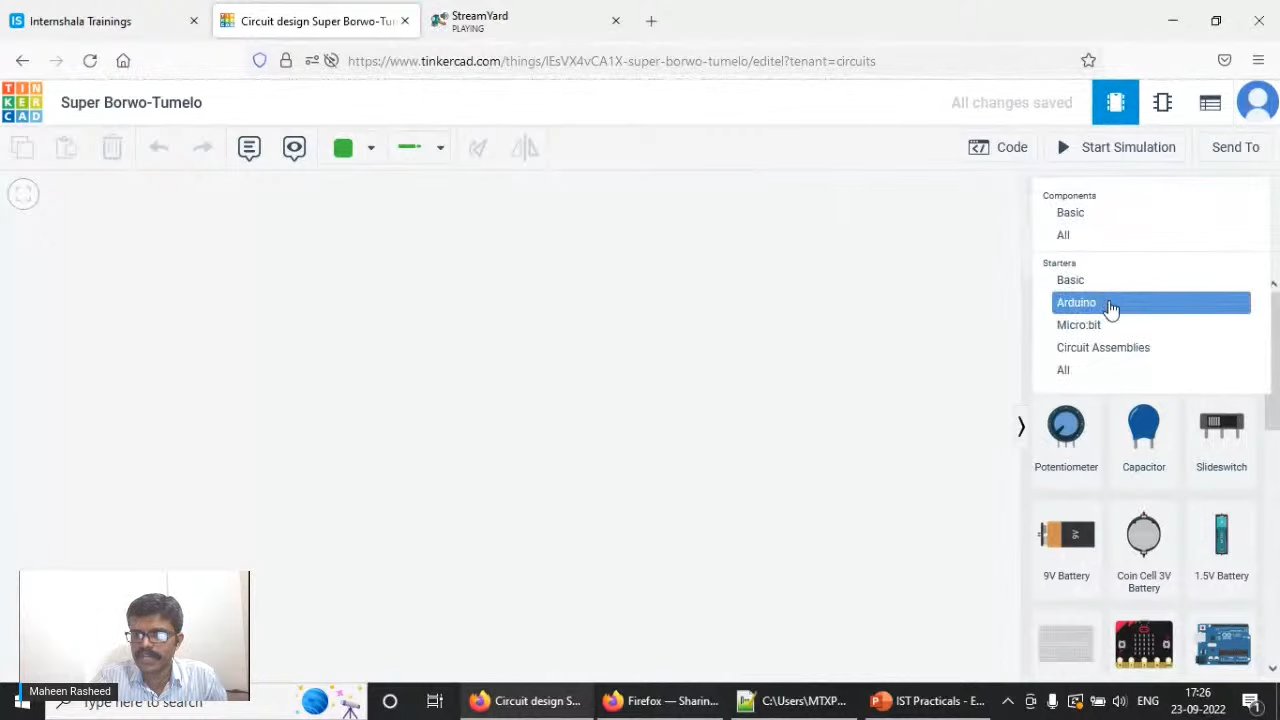 Internshala Trainings
Circuit design Super Borwo-Tum
StreamYard
PLAYING
https://www.tinkercad.com/things/lEsVX4vCA1X-super-borwo-tumelo/editel?tenant=circuits
TIN
KER
CAD
Super Borwo-Tumelo
All changes saved
Code
Start Simulation
Send To
Components
Basic
All
Starters
Basic
Arduino
Micro:bit
Circuit Assemblies
All
Potentiometer
Capacitor
Slideswitch
9V
9V Battery
Coin Cell 3V
Battery
1.5V Battery
Maheen Rasheed
Type here to search
Circuit design S...
Firefox — Sharin...
C:\Users\MTXP...
IST Practicals - E...
ENG
17:26
23-09-2022
1